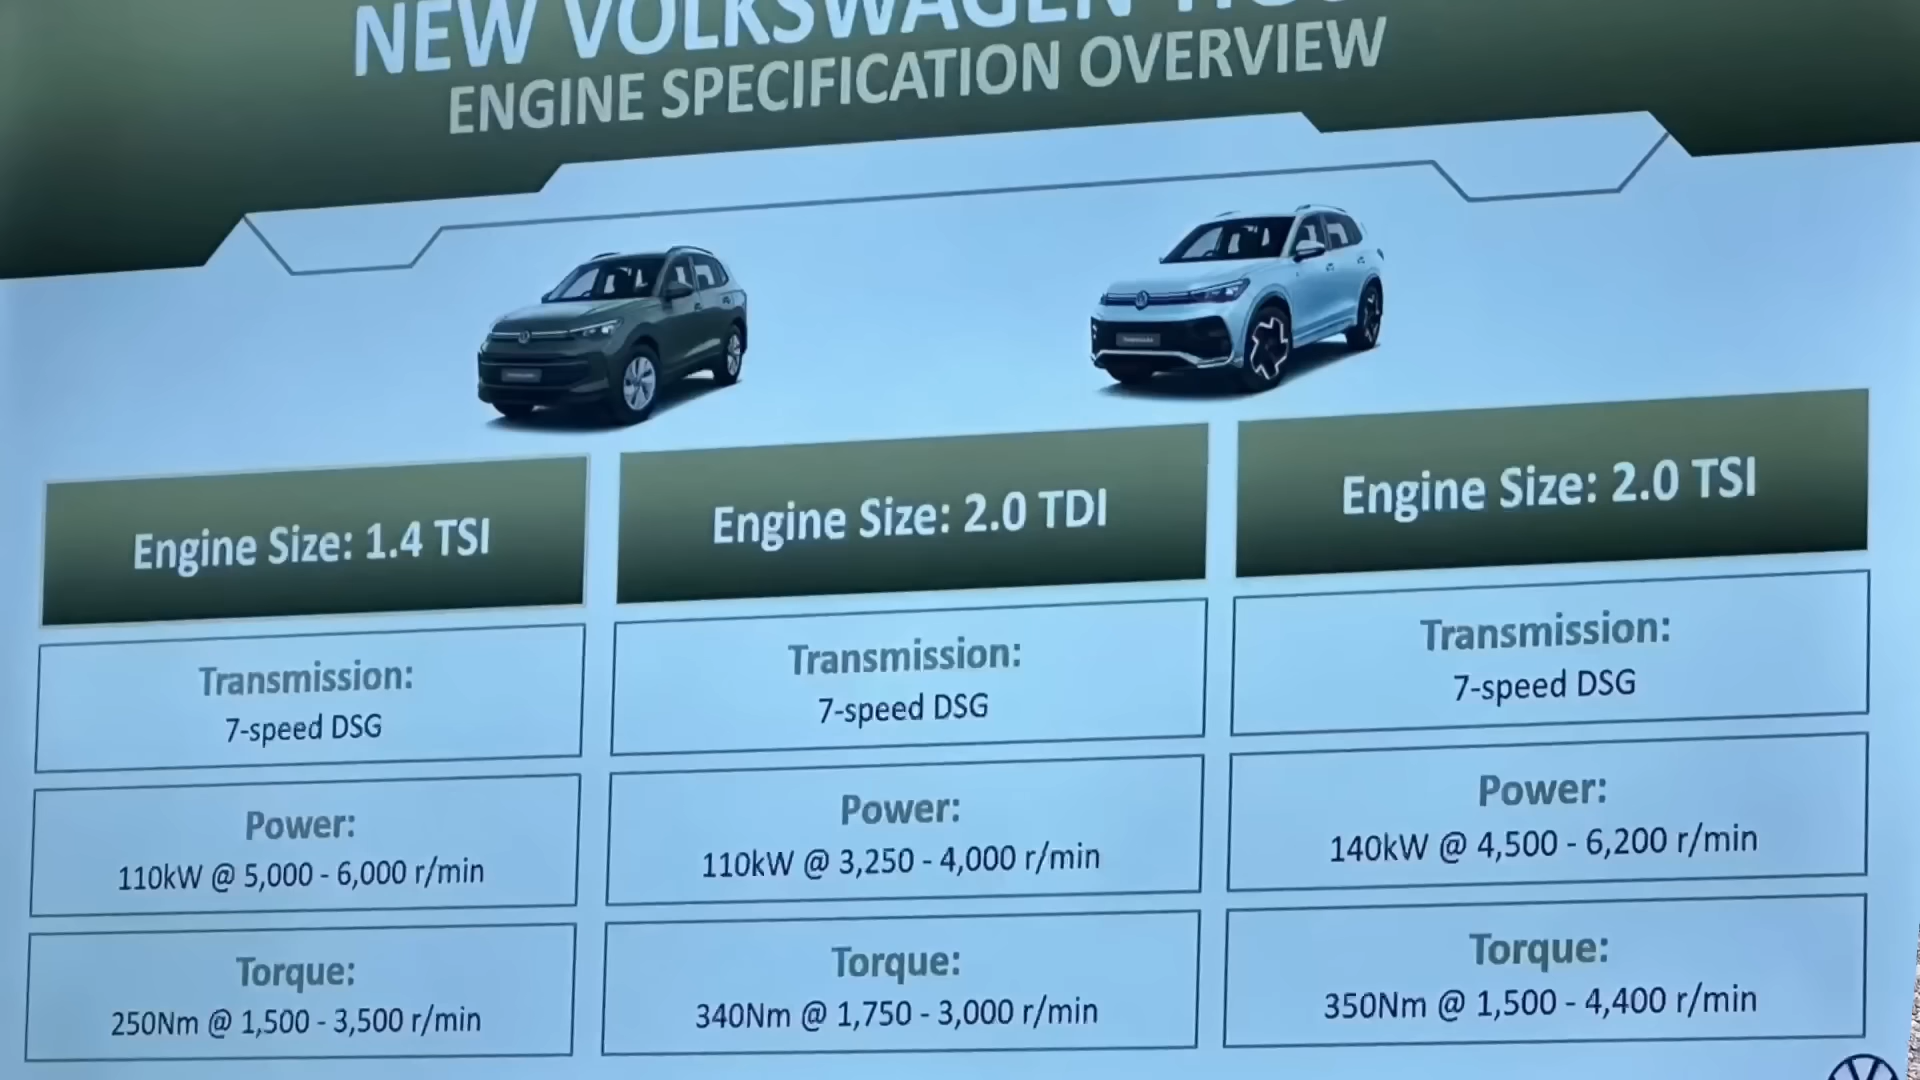 NEW VOLKSWAGEN
ENGINE SPECIFICATION OVERVIEW
Engine Size: 1.4 TSI
Transmission:
7-speed DSG
Power:
110kW @ 5,000 - 6,000 r/min
Torque:
250Nm @ 1,500 - 3,500 r/min
Engine Size: 2.0 TDI
Transmission:
7-speed DSG
Power:
110kW @ 3,250 - 4,000 r/min
Torque:
340Nm @ 1,750 - 3,000 r/min
Engine Size: 2.0 TSI
Transmission:
7-speed DSG
Power:
140kW @ 4,500 - 6,200 r/min
Torque:
350Nm @ 1,500 - 4,400 r/min